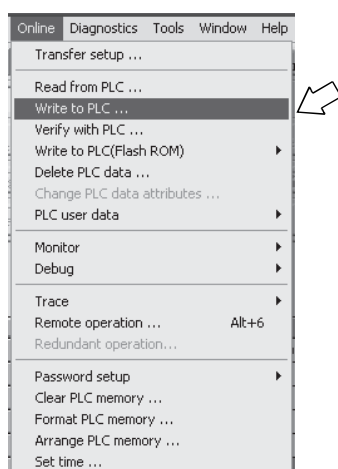 Online Diagnostics Tools Window Help
Transfer setup ...
Read from PLC ...
Write to PLC ...
Verify with PLC ...
Write to PLC(Flash ROM)
Delete PLC data ...
Change PLC data attributes ...
PLC user data
Monitor
Debug
Trace
Remote operation ... Alt+6
Redundant operation...
Password setup
Clear PLC memory ...
Format PLC memory ...
Arrange PLC memory ...
Set time ...